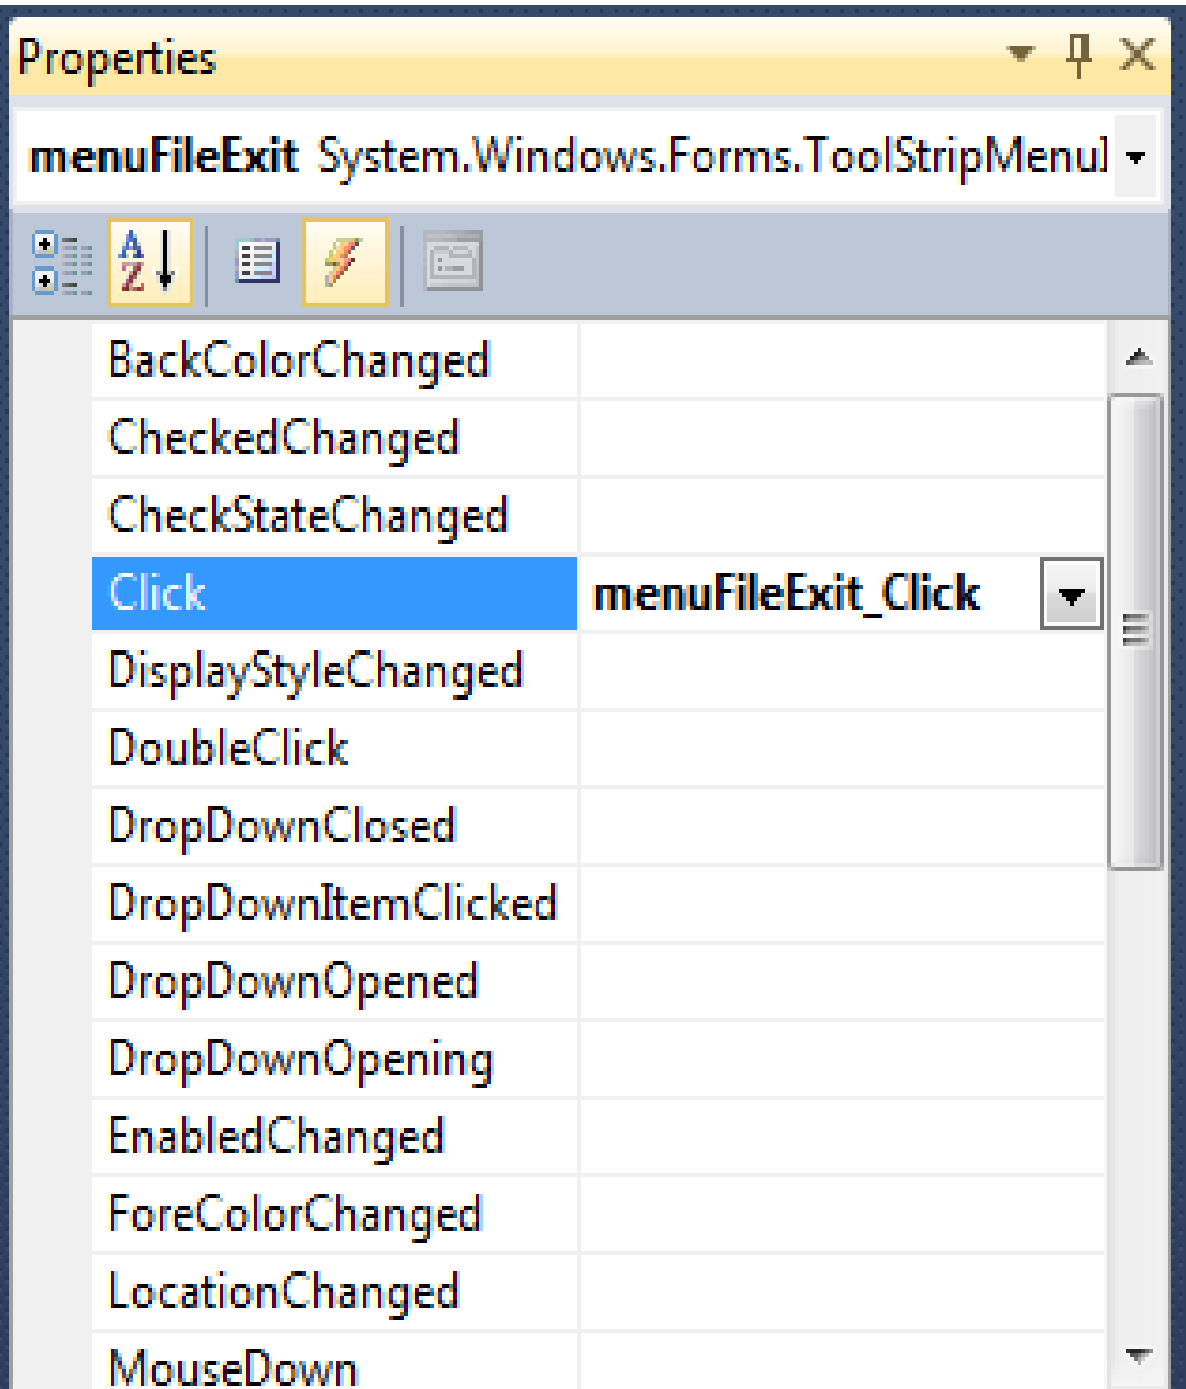 Properties
menuFileExit System.Windows.Forms.ToolStripMenuI
A
Z
BackColorChanged
CheckedChanged
CheckStateChanged
Click menuFileExit_Click
DisplayStyleChanged
DoubleClick
DropDownClosed
DropDownItemClicked
DropDownOpened
DropDownOpening
EnabledChanged
ForeColorChanged
LocationChanged
MouseDown